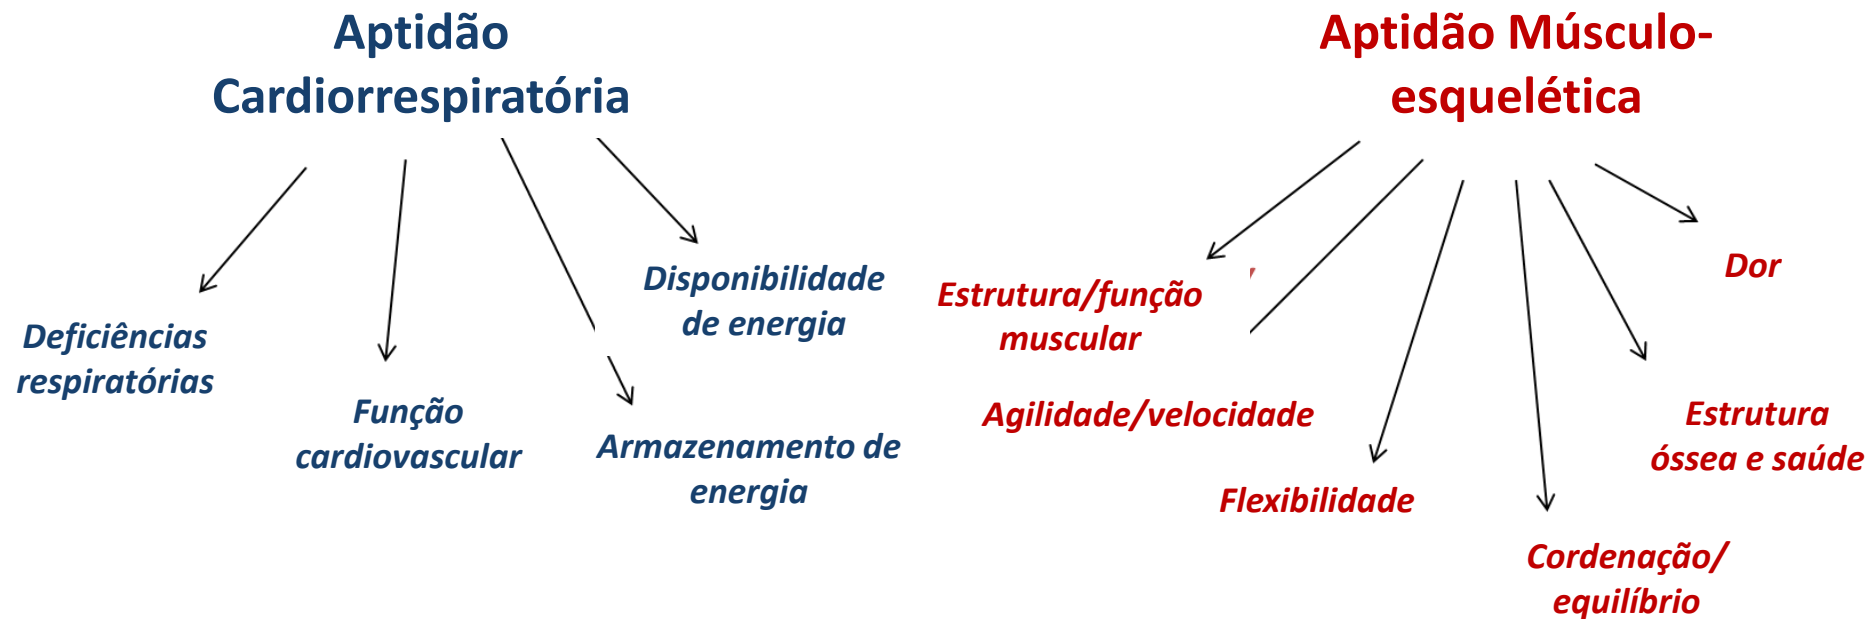 Aptidão
Cardiorrespiratória
Deficiências
respiratórias
Função
cardiovascular
Armazenamento de
energia
Disponibilidade
de energia
Aptidão Músculo-
esquelética
Estrutura/função
muscular
Agilidade/velocidade
Flexibilidade
Cordenação/
equilíbrio
Estrutura
óssea e saúde
Dor